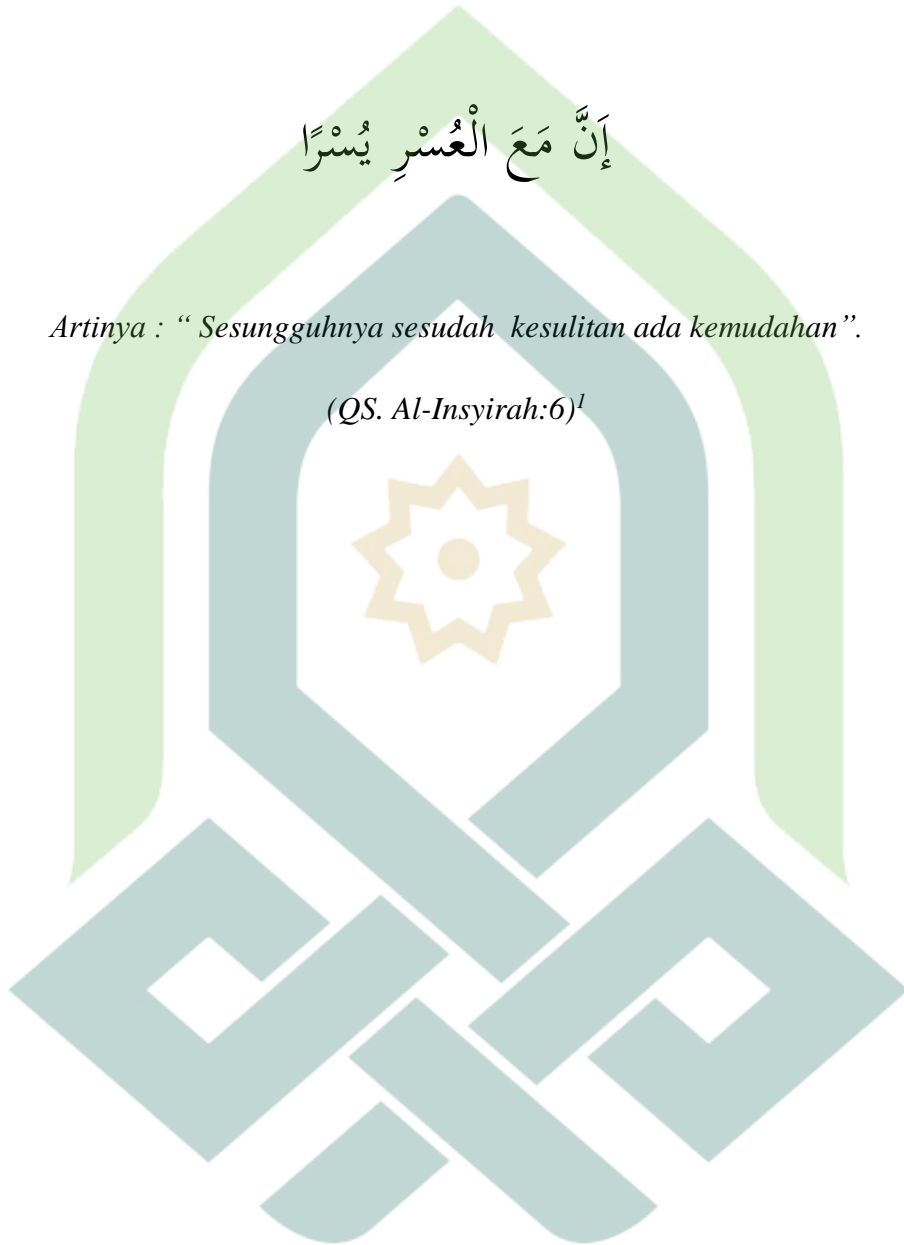 إَنَّ مَعَ الْعُسْرِ يُسْرًا
Artinya : “ Sesungguhnya sesudah kesulitan ada kemudahan”.
(QS. Al-Insyirah:6)¹